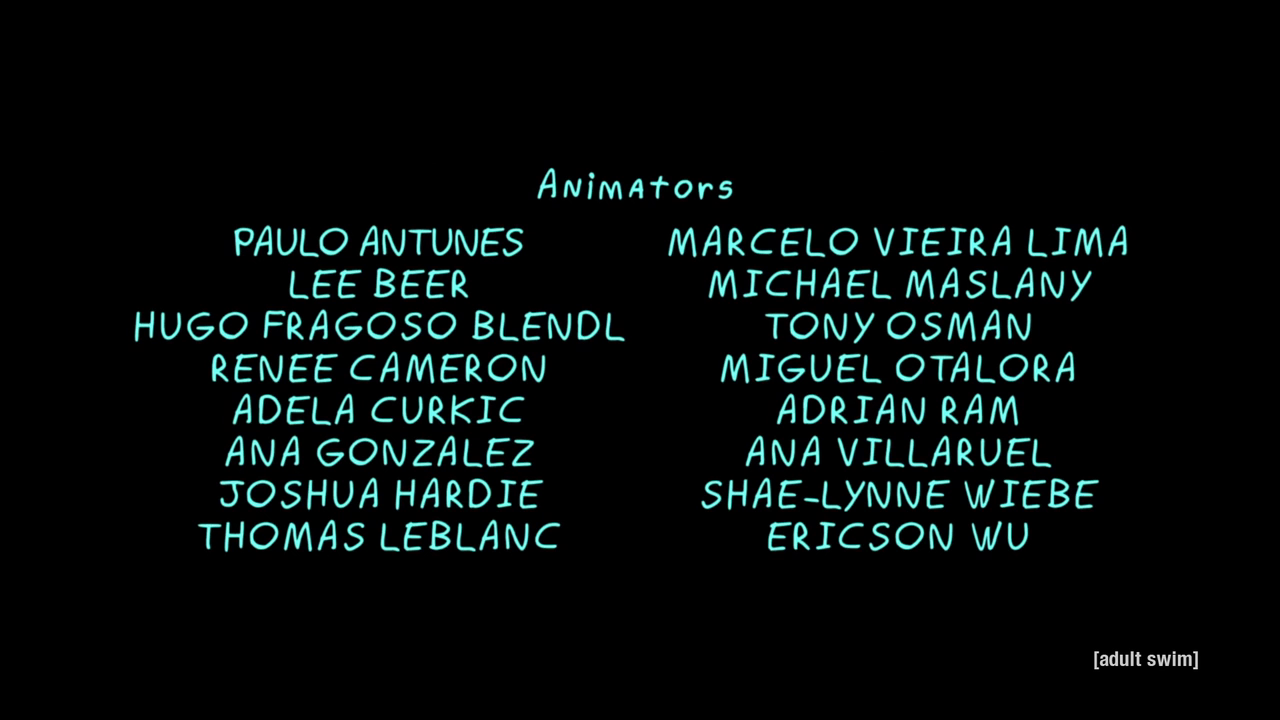 Animators
PAULO ANTUNES
LEE BEER
HUGO FRAGOSO BLENDL
RENEE CAMERON
ADELA CURKIC
ANA GONZALEZ
JOSHUA HARDIE
THOMAS LEBLANC
MARCELO VIEIRA LIMA
MICHAEL MASLANY
TONY OSMAN
MIGUEL OTALORA
ADRIAN RAM
ANA VILLARUEL
SHAE-LYNNE WIEBE
ERICSON WU
[adult swim]